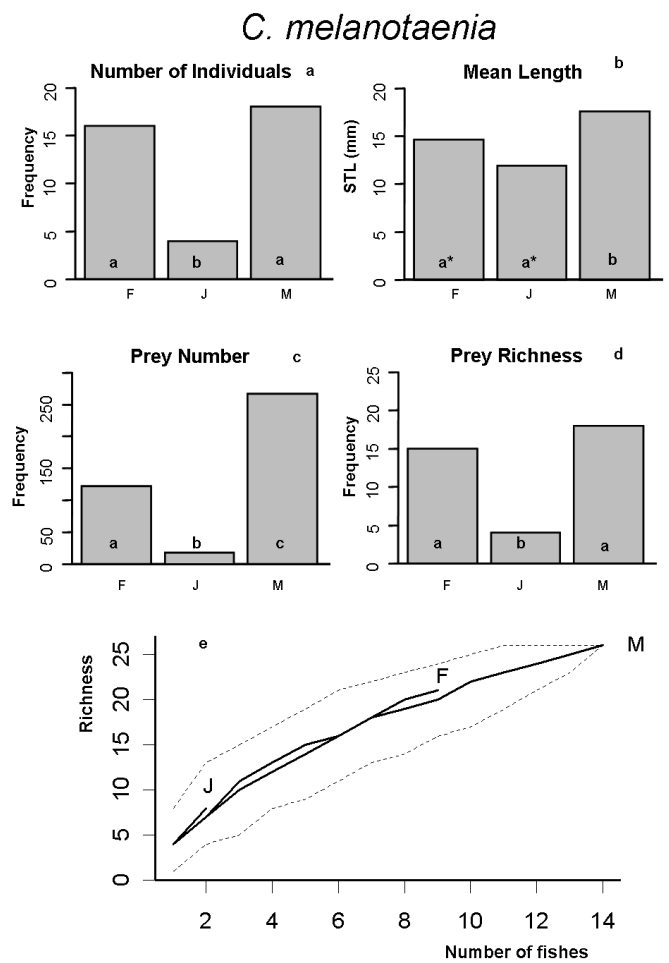 C. melanotaenia
Number of Individuals a
Frequency
20
15
10
5
0
a b a
F J M
Mean Length b
STL (mm)
20
15
10
5
0
a* a* b
F J M
Prey Number c
Frequency
250
150
50
0
a b c
F J M
Prey Richness d
Frequency
25
20
15
10
5
0
a b a
F J M
e
Richness
25
20
15
10
5
0
J
F
M
2 4 6 8 10 12 14
Number of fishes